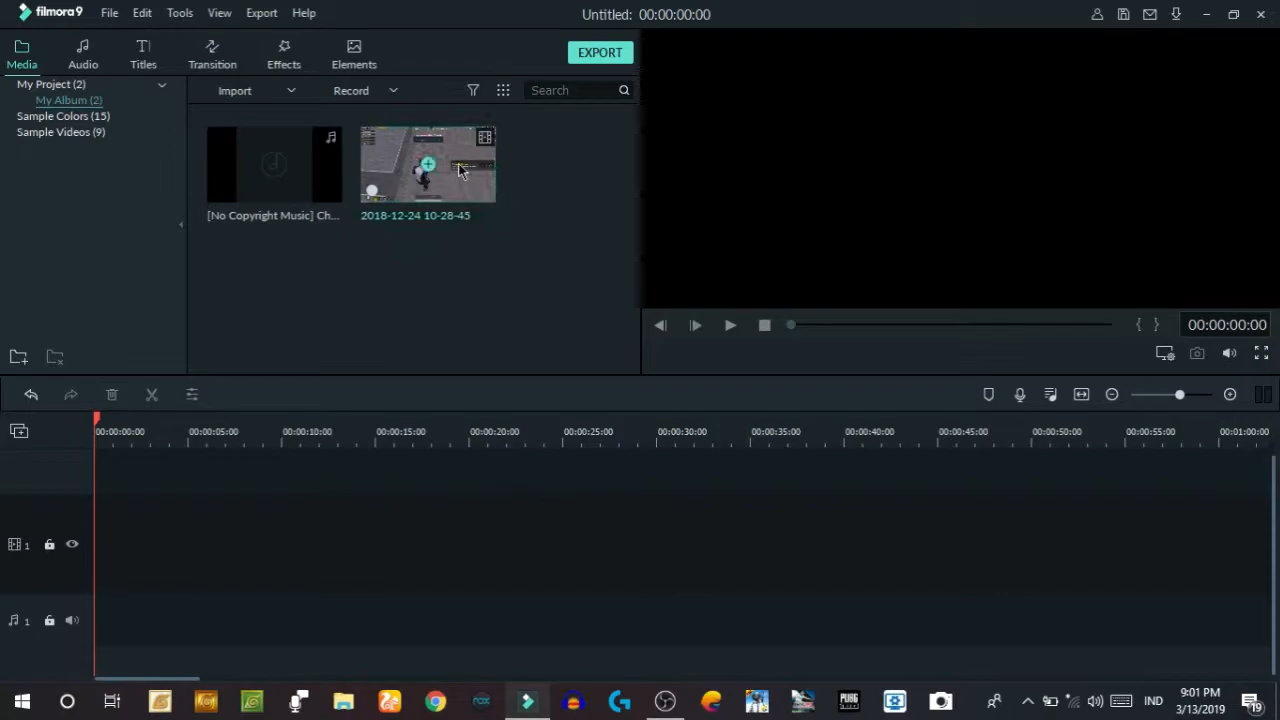 filmora9 File Edit Tools View Export Help Untitled: 00:00:00:00
Media Audio Titles Transition Effects Elements EXPORT
My Project (2)
My Album (2)
Sample Colors (15)
Sample Videos (9)
Import Record Search
[No Copyright Music] Ch... 2018-12-24 10-28-45
00:00:00:00
00:00:00:00 00:00:05:00 00:00:10:00 00:00:15:00 00:00:20:00 00:00:25:00 00:00:30:00 00:00:35:00 00:00:40:00 00:00:45:00 00:00:50:00 00:00:55:00 00:01:00:00
1
1
IND 9:01 PM
3/13/2019 19